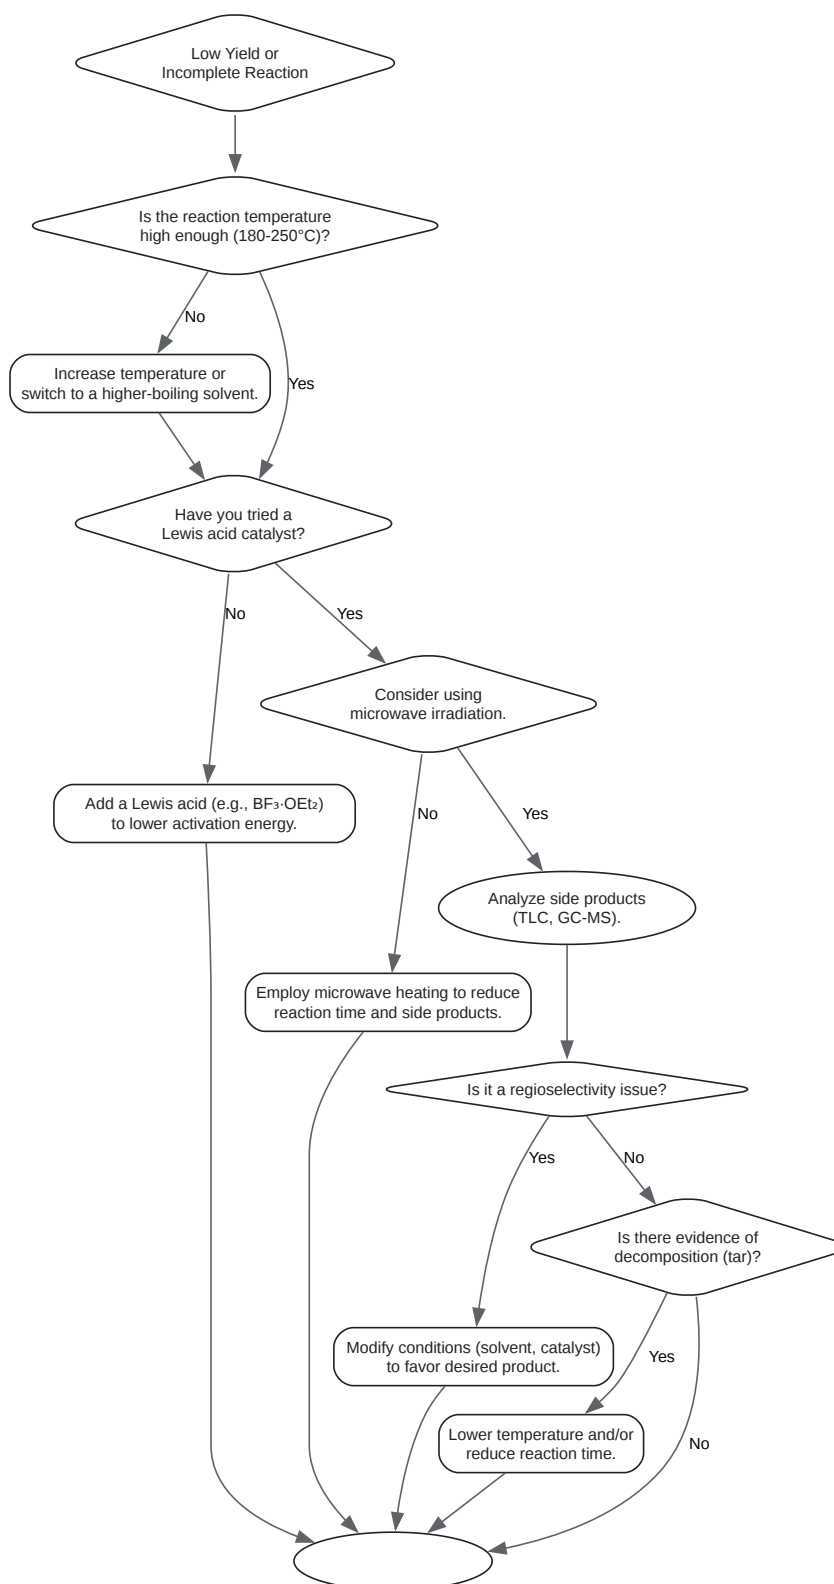 Low Yield or
Incomplete Reaction
Is the reaction temperature
high enough (180-250°C)?
No
Increase temperature or
switch to a higher-boiling solvent.
Yes
Have you tried a
Lewis acid catalyst?
No
Yes
Consider using
microwave irradiation.
Add a Lewis acid (e.g., BF₃·OEt₂)
to lower activation energy.
No
Yes
Analyze side products
(TLC, GC-MS).
Employ microwave heating to reduce
reaction time and side products.
Is it a regioselectivity issue?
Yes
No
Is there evidence of
decomposition (tar)?
Modify conditions (solvent, catalyst)
to favor desired product.
Yes
Lower temperature and/or
reduce reaction time.
No